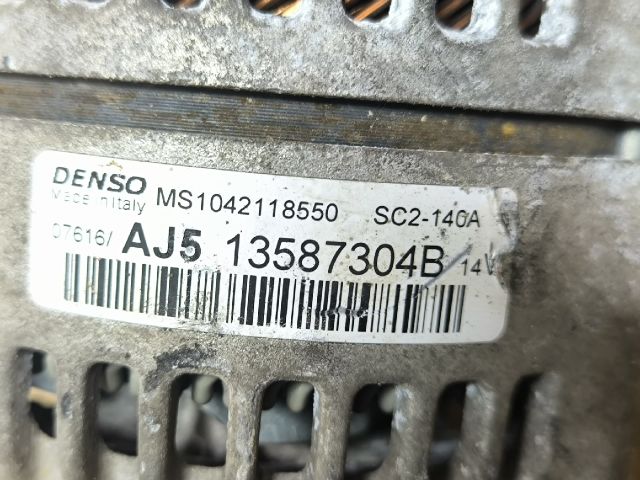 DENSO MS1042118550 SC2-140A
Made in Italy
07616/ AJ5 13587304B 14V